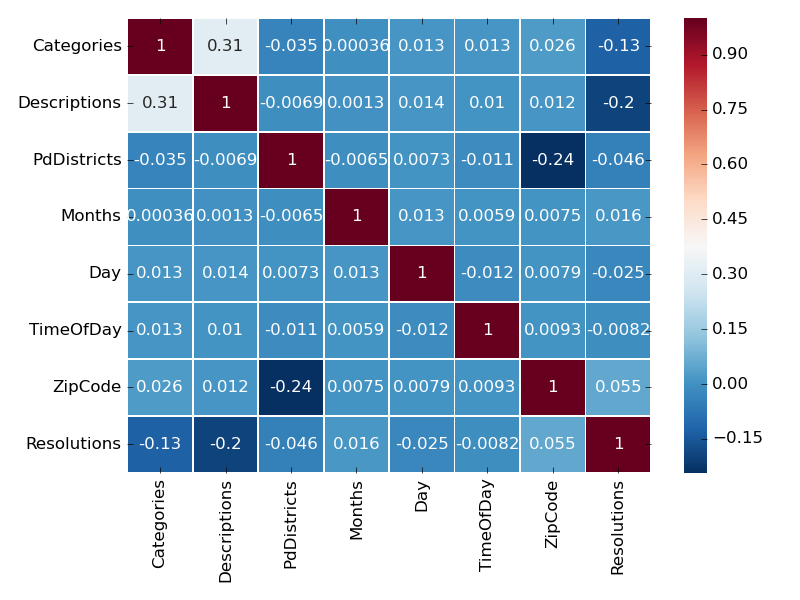 Categories 1 0.31 -0.035 0.00036 0.013 0.013 0.026 -0.13
Descriptions 0.31 1 -0.0069 0.0013 0.014 0.01 0.012 -0.2
PdDistricts -0.035 -0.0069 1 -0.0065 0.0073 -0.011 -0.24 -0.046
Months 0.00036 0.0013 -0.0065 1 0.013 0.0059 0.0075 0.016
Day 0.013 0.014 0.0073 0.013 1 -0.012 0.0079 -0.025
TimeOfDay 0.013 0.01 -0.011 0.0059 -0.012 1 0.0093 -0.0082
ZipCode 0.026 0.012 -0.24 0.0075 0.0079 0.0093 1 0.055
Resolutions -0.13 -0.2 -0.046 0.016 -0.025 -0.0082 0.055 1
Categories
Descriptions
PdDistricts
Months
Day
TimeOfDay
ZipCode
Resolutions
0.90
0.75
0.60
0.45
0.30
0.15
0.00
−0.15